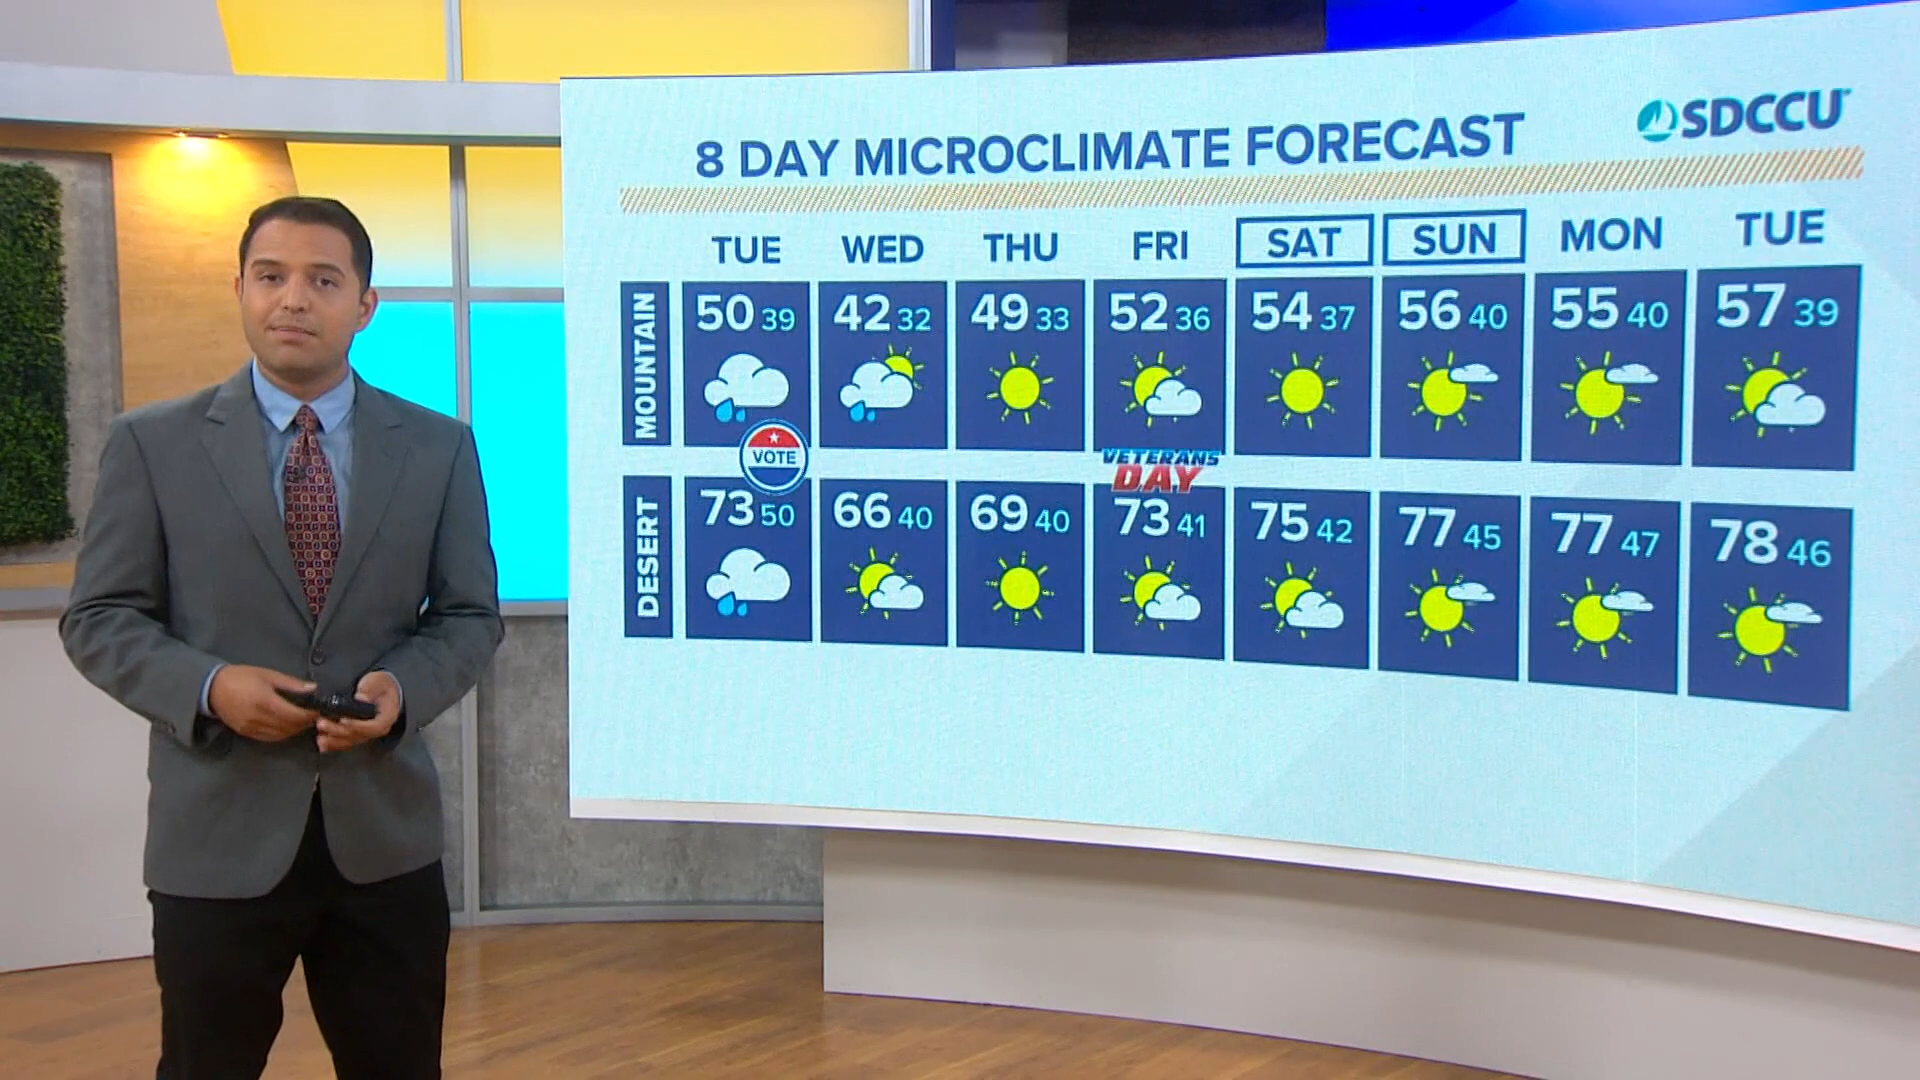 8 DAY MICROCLIMATE FORECAST
SDCCU
TUE WED THU FRI SAT SUN MON TUE
MOUNTAIN
50 39 42 32 49 33 52 36 54 37 56 40 55 40 57 39
VOTE
VETERANS
DAY
DESERT
73 50 66 40 69 40 73 41 75 42 77 45 77 47 78 46